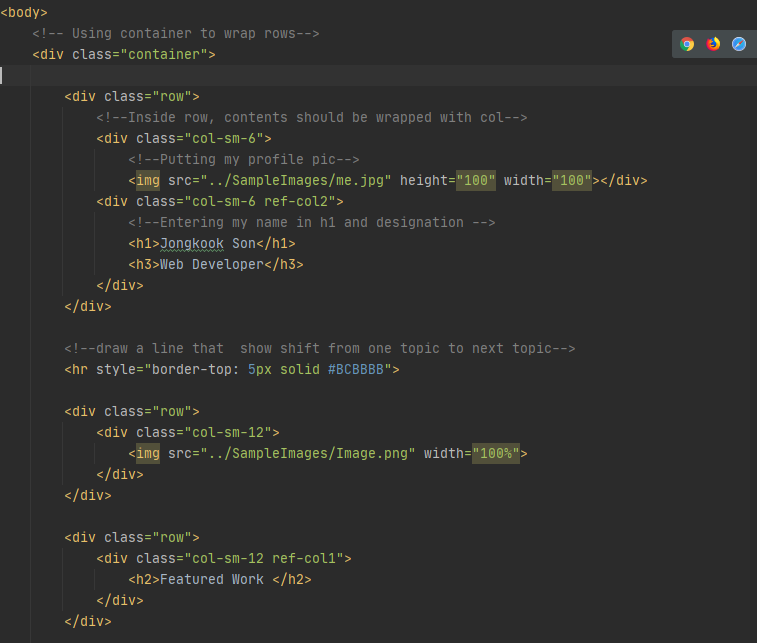 <body>
    <!-- Using container to wrap rows-->
    <div class="container">

        <div class="row">
            <!--Inside row, contents should be wrapped with col-->
            <div class="col-sm-6">
                <!--Putting my profile pic-->
                <img src="../SampleImages/me.jpg" height="100" width="100"></div>
            <div class="col-sm-6 ref-col2">
                <!--Entering my name in h1 and designation -->
                <h1>Jongkook Son</h1>
                <h3>Web Developer</h3>
            </div>
        </div>

        <!--draw a line that  show shift from one topic to next topic-->
        <hr style="border-top: 5px solid #BCBBBB">

        <div class="row">
            <div class="col-sm-12">
                <img src="../SampleImages/Image.png" width="100%">
            </div>
        </div>

        <div class="row">
            <div class="col-sm-12 ref-col1">
                <h2>Featured Work </h2>
            </div>
        </div>